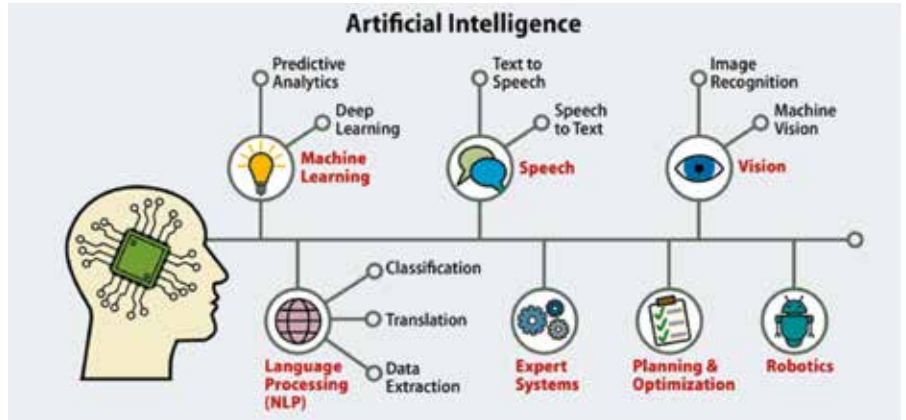 Artificial Intelligence
Predictive
Analytics
Deep
Learning
Machine
Learning
Text to
Speech
Speech
to Text
Speech
Image
Recognition
Machine
Vision
Vision
Classification
Translation
Data
Extraction
Language
Processing
(NLP)
Expert
Systems
Planning &
Optimization
Robotics